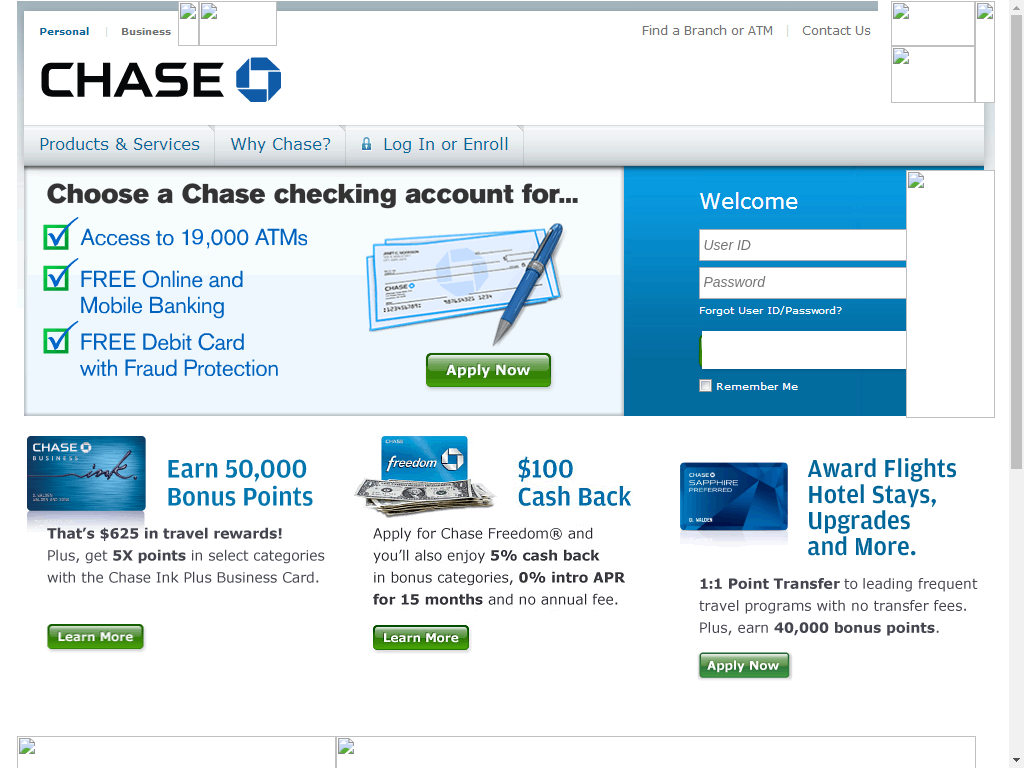 Personal
Business
Find a Branch or ATM
Contact Us
CHASE
Products & Services
Why Chase?
Log In or Enroll
Choose a Chase checking account for...
Access to 19,000 ATMs
FREE Online and
Mobile Banking
FREE Debit Card
with Fraud Protection
CHASE
Apply Now
Welcome
User ID
Password
Forgot User ID/Password?
Remember Me
CHASE
BUSINESS
ink.
D. WALDEN
Earn 50,000
Bonus Points
That's $625 in travel rewards!
Plus, get 5X points in select categories
with the Chase Ink Plus Business Card.
Learn More
CHASE
freedom
$100
Cash Back
Apply for Chase Freedom® and
you'll also enjoy 5% cash back
in bonus categories, 0% intro APR
for 15 months and no annual fee.
Learn More
CHASE
SAPPHIRE
PREFERRED
D. WALDEN
Award Flights
Hotel Stays,
Upgrades
and More.
1:1 Point Transfer to leading frequent
travel programs with no transfer fees.
Plus, earn 40,000 bonus points.
Apply Now